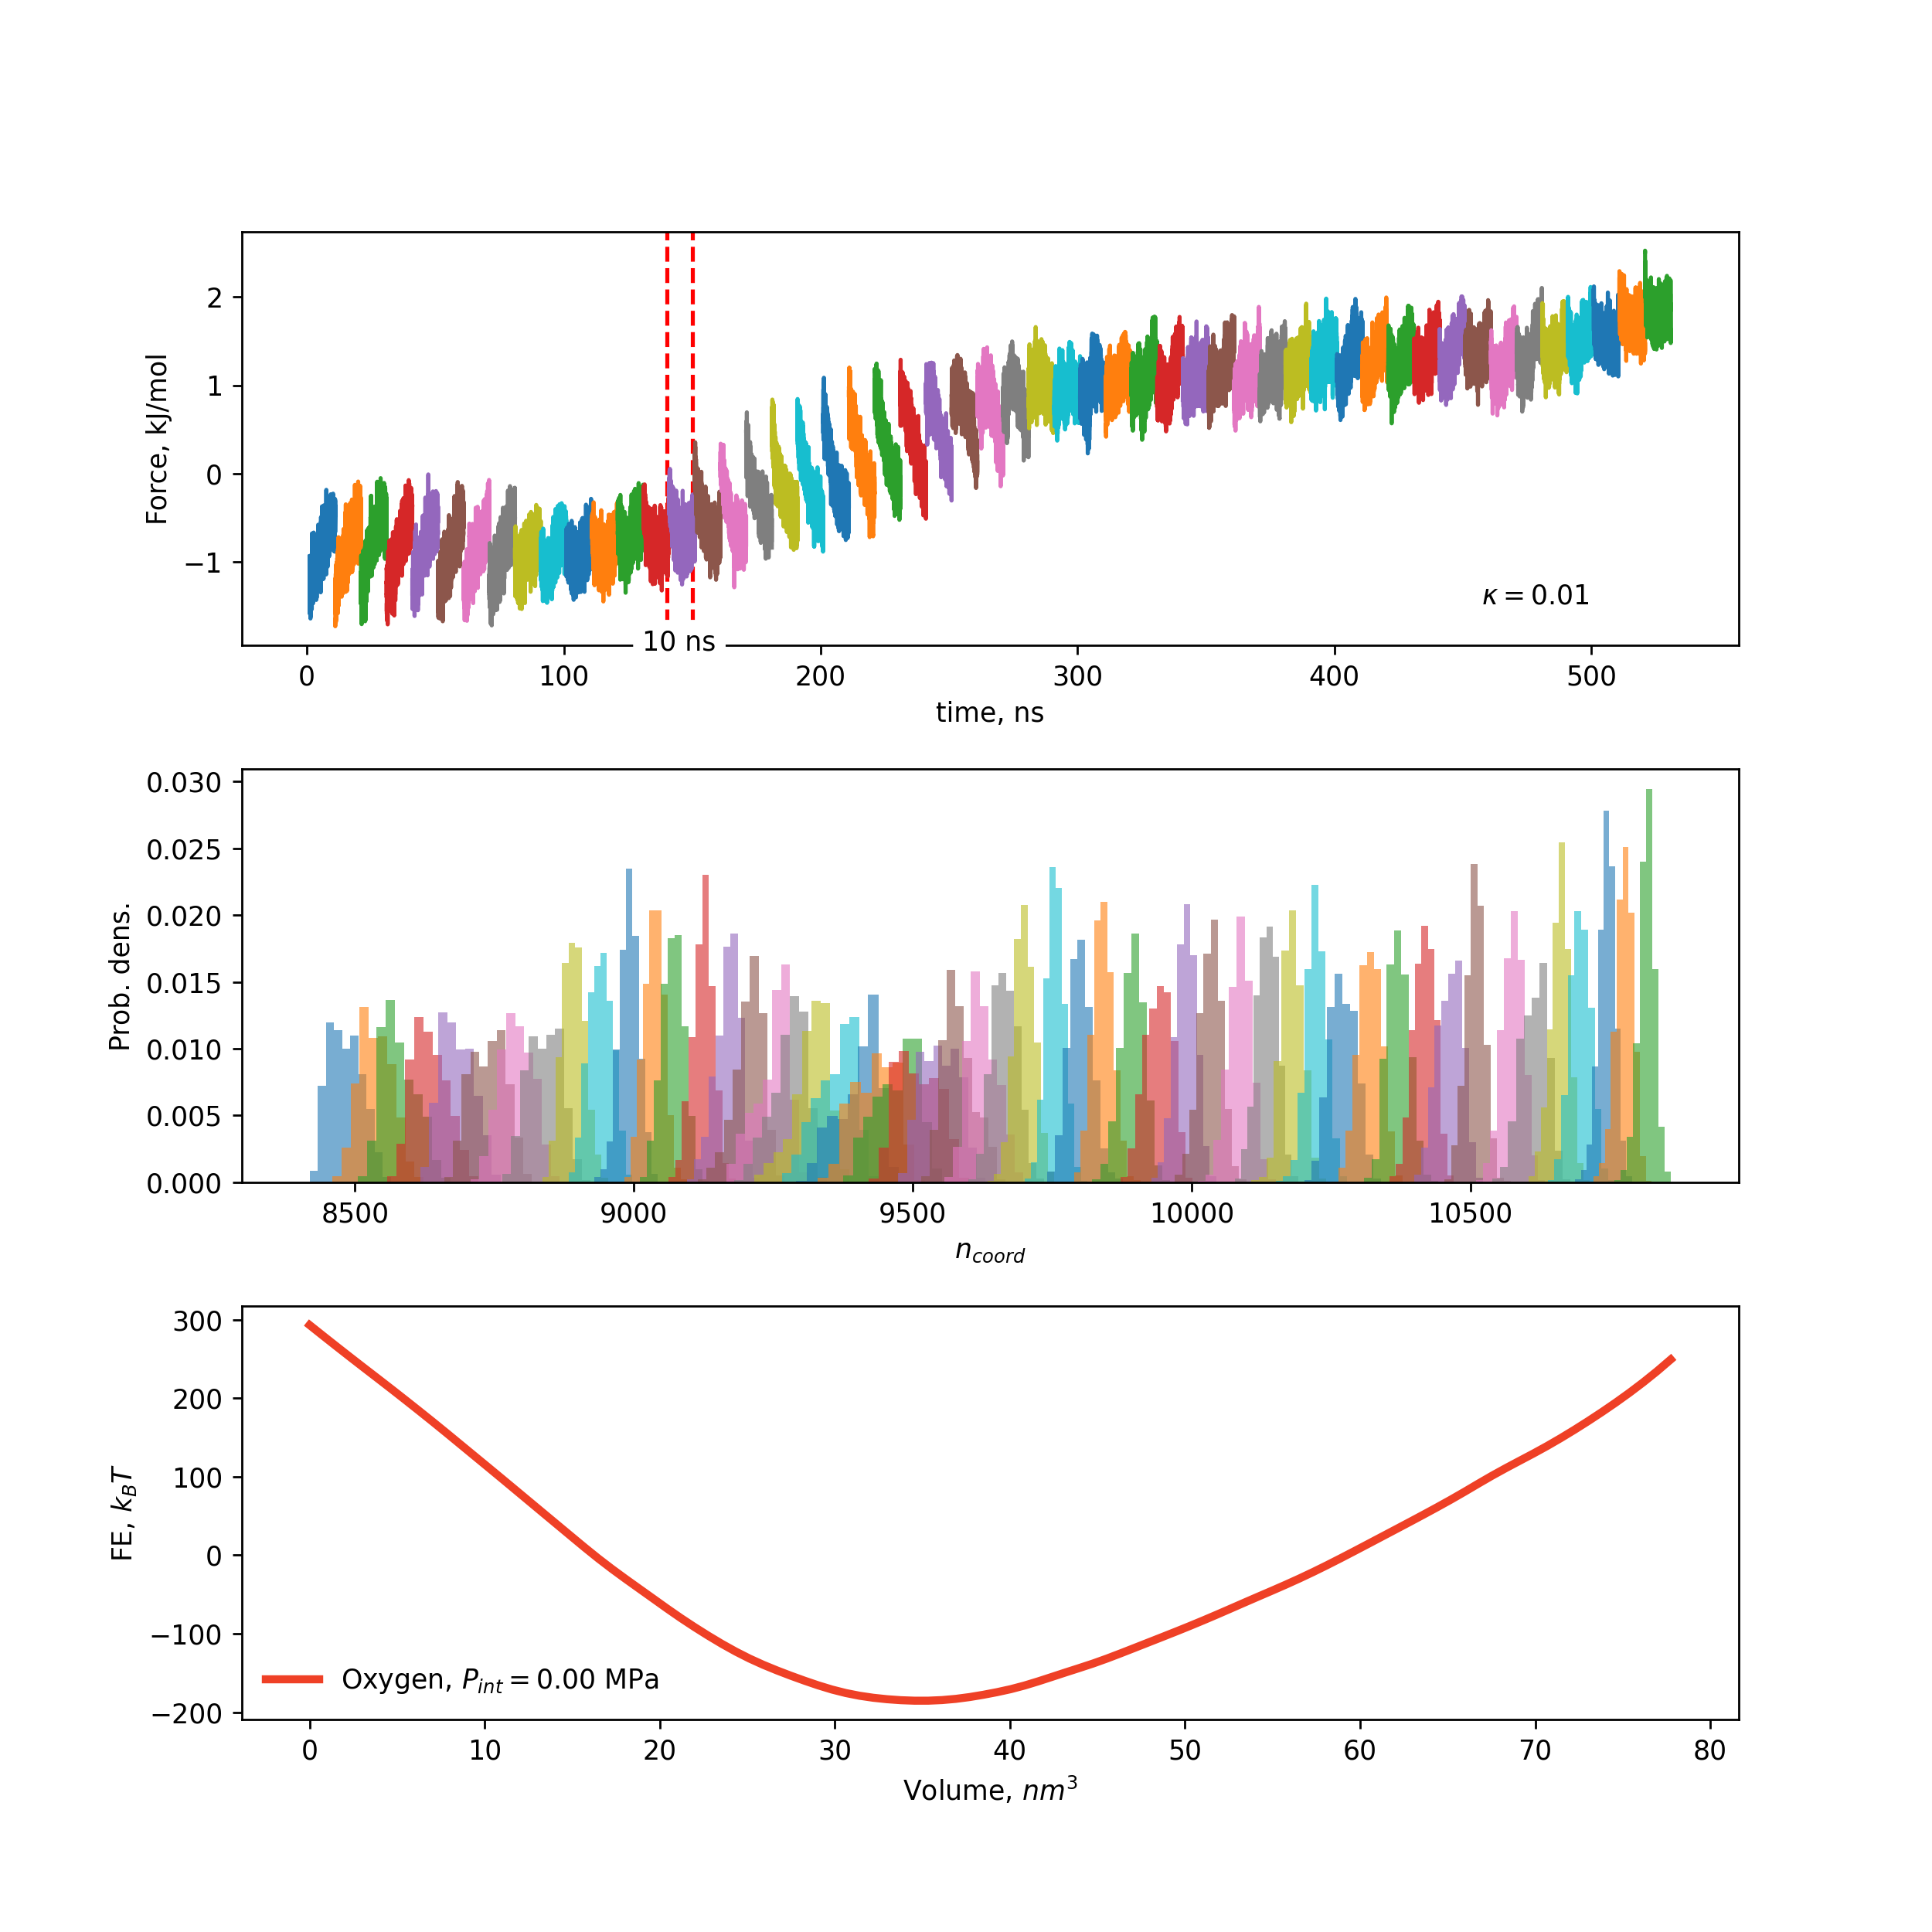 2
1
0
−1
Force, kJ/mol
κ = 0.01
10 ns
0 100 200 300 400 500
time, ns
0.030
0.025
0.020
0.015
0.010
0.005
0.000
Prob. dens.
8500 9000 9500 10000 10500
n_coord
300
200
100
0
−100
−200
FE, k_BT
Oxygen, P_int = 0.00 MPa
0 10 20 30 40 50 60 70 80
Volume, nm³